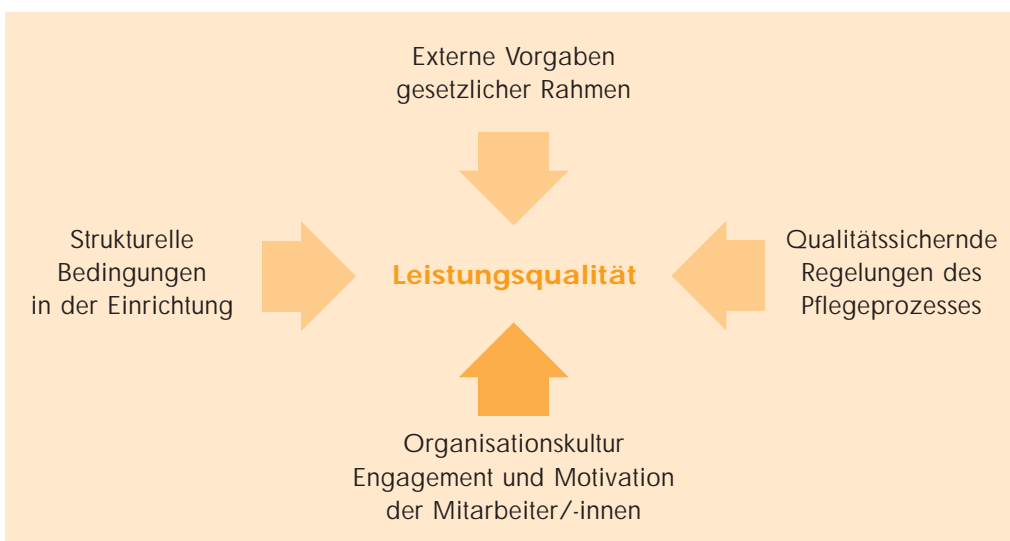 Externe Vorgaben
gesetzlicher Rahmen
Strukturelle
Bedingungen
in der Einrichtung
Leistungsqualität
Qualitätssichernde
Regelungen des
Pflegeprozesses
Organisationskultur
Engagement und Motivation
der Mitarbeiter/-innen